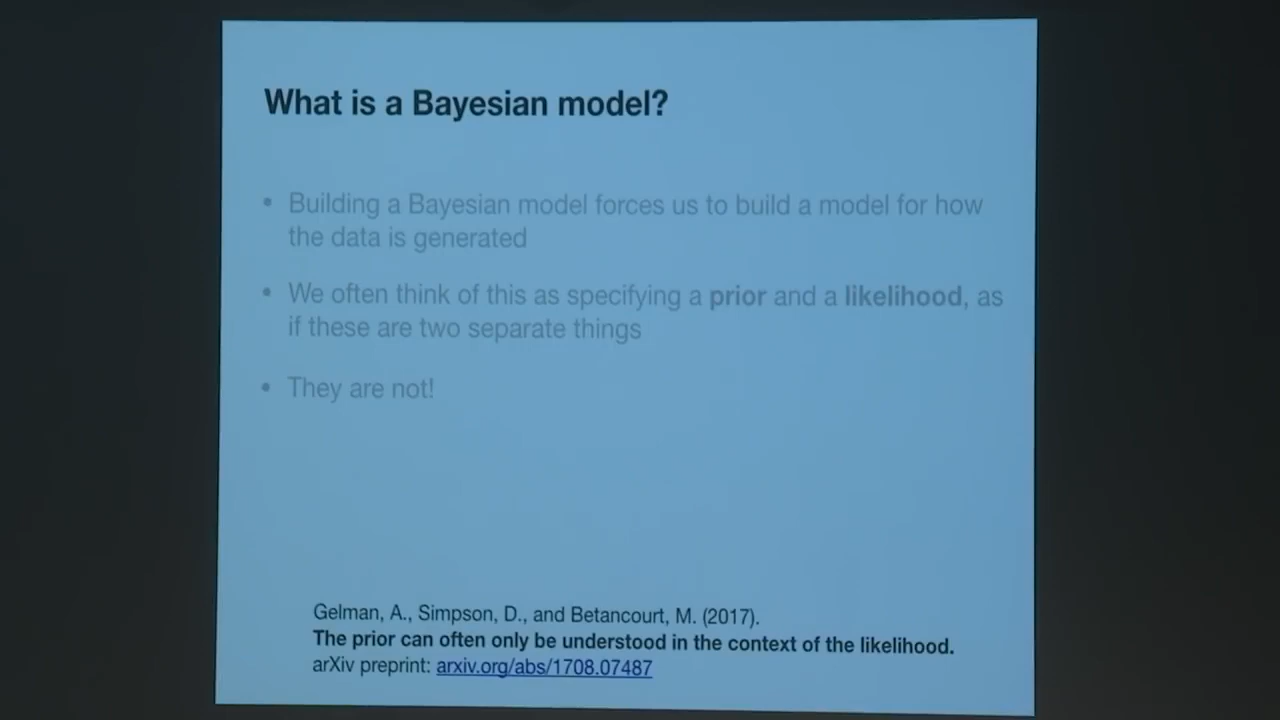 What is a Bayesian model?
• Building a Bayesian model forces us to build a model for how
the data is generated
• We often think of this as specifying a prior and a likelihood, as
if these are two separate things
• They are not!
Gelman, A., Simpson, D., and Betancourt, M. (2017).
The prior can often only be understood in the context of the likelihood.
arXiv preprint: arxiv.org/abs/1708.07487